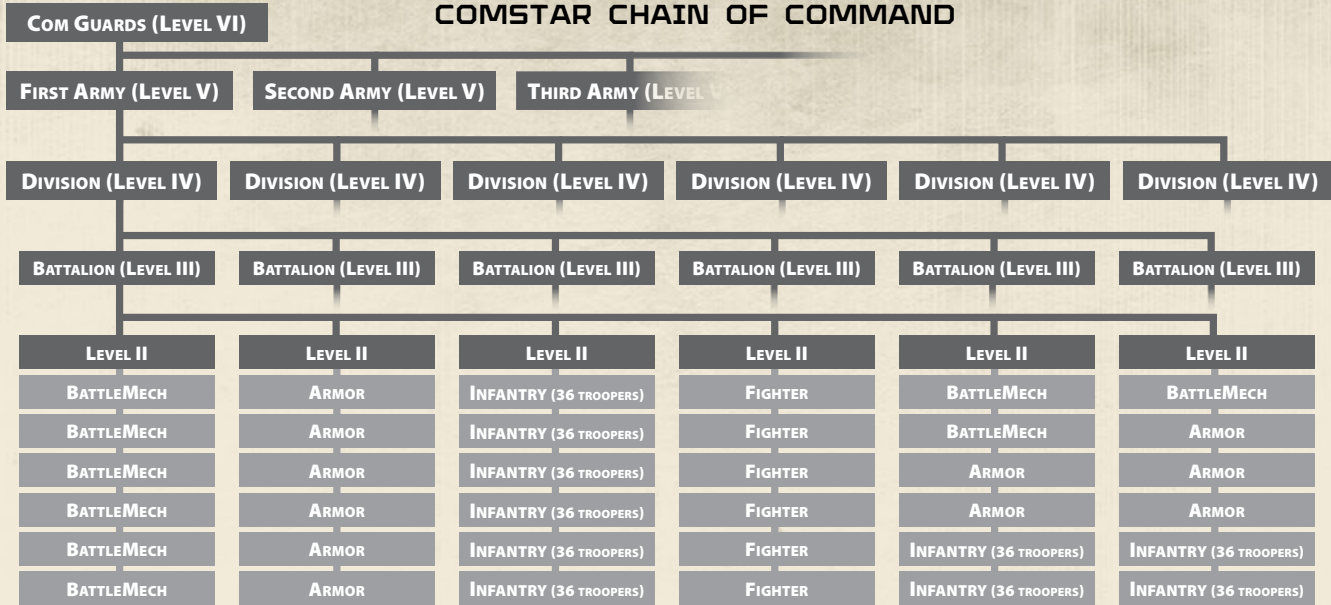 COMSTAR CHAIN OF COMMAND
COM GUARDS (LEVEL VI)
FIRST ARMY (LEVEL V) SECOND ARMY (LEVEL V) THIRD ARMY (LEVEL V
DIVISION (LEVEL IV) DIVISION (LEVEL IV) DIVISION (LEVEL IV) DIVISION (LEVEL IV) DIVISION (LEVEL IV) DIVISION (LEVEL IV)
BATTALION (LEVEL III) BATTALION (LEVEL III) BATTALION (LEVEL III) BATTALION (LEVEL III) BATTALION (LEVEL III) BATTALION (LEVEL III)
LEVEL II LEVEL II LEVEL II LEVEL II LEVEL II LEVEL II
BATTLEMECH ARMOR INFANTRY (36 TROOPERS) FIGHTER BATTLEMECH BATTLEMECH
BATTLEMECH ARMOR INFANTRY (36 TROOPERS) FIGHTER BATTLEMECH ARMOR
BATTLEMECH ARMOR INFANTRY (36 TROOPERS) FIGHTER ARMOR ARMOR
BATTLEMECH ARMOR INFANTRY (36 TROOPERS) FIGHTER ARMOR ARMOR
BATTLEMECH ARMOR INFANTRY (36 TROOPERS) FIGHTER INFANTRY (36 TROOPERS) INFANTRY (36 TROOPERS)
BATTLEMECH ARMOR INFANTRY (36 TROOPERS) FIGHTER INFANTRY (36 TROOPERS) INFANTRY (36 TROOPERS)